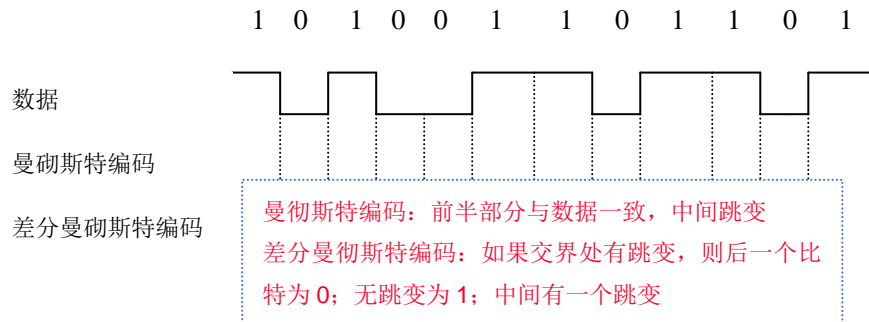 1 0 1 0 0 1 1 0 1 1 0 1
数据
曼砌斯特编码
差分曼砌斯特编码
曼彻斯特编码：前半部分与数据一致，中间跳变
差分曼彻斯特编码：如果交界处有跳变，则后一个比
特为 0；无跳变为 1；中间有一个跳变